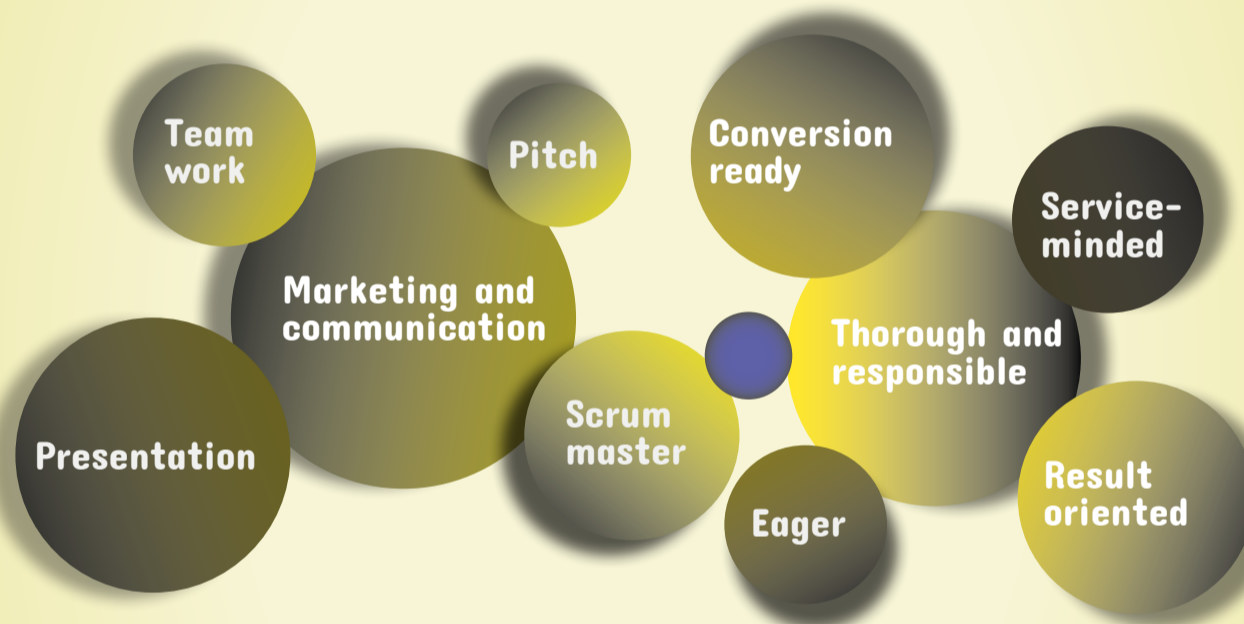 Team
work
Pitch
Conversion
ready
Service-
minded
Marketing and
communication
Thorough and
responsible
Presentation
Scrum
master
Eager
Result
oriented